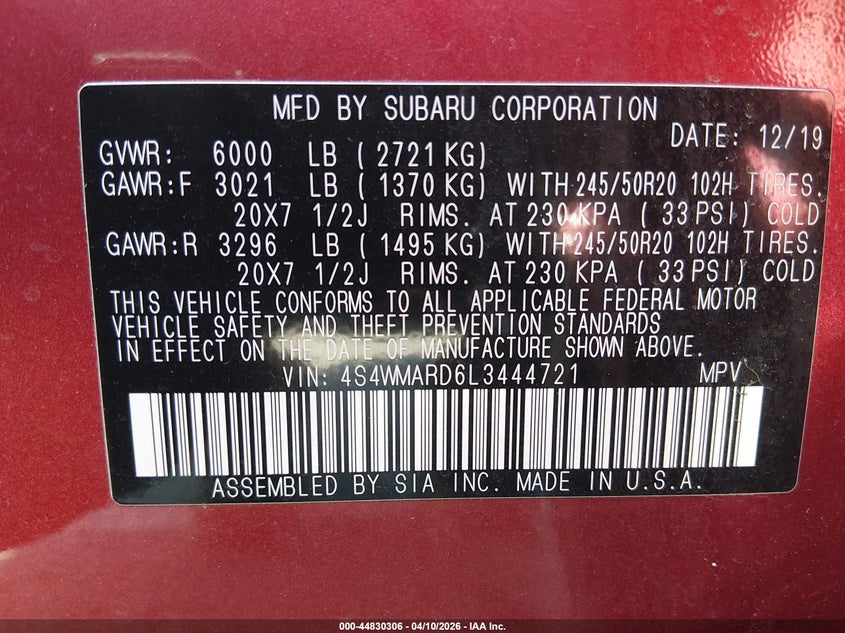 MFD BY SUBARU CORPORATION
DATE: 12/19
GVWR: 6000 LB ( 2721 KG)
GAWR:F 3021 LB ( 1370 KG) WITH 245/50R20 102H TIRES.
20X7 1/2J RIMS. AT 230 KPA ( 33 PSI) COLD
GAWR:R 3296 LB ( 1495 KG) WITH 245/50R20 102H TIRES.
20X7 1/2J RIMS. AT 230 KPA ( 33 PSI) COLD
THIS VEHICLE CONFORMS TO ALL APPLICABLE FEDERAL MOTOR
VEHICLE SAFETY AND THEFT PREVENTION STANDARDS
IN EFFECT ON THE DATE OF MANUFACTURE SHOWN ABOVE.
VIN: 4S4WMARD6L3444721 MPV
ASSEMBLED BY SIA INC. MADE IN U.S.A.
000-44830306 - 04/10/2026 - IAA Inc.